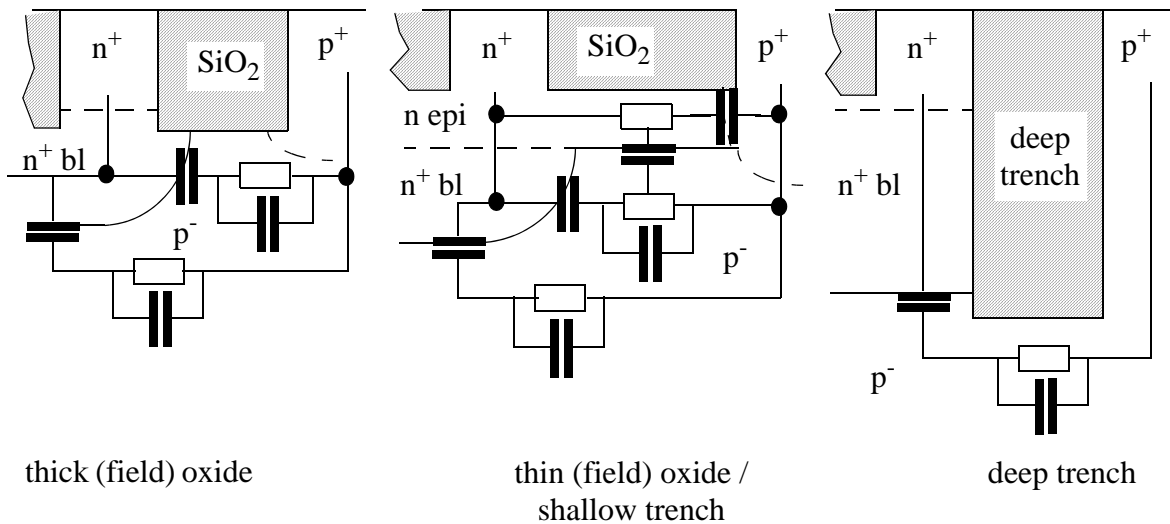 n⁺
SiO₂
p⁺
n⁺ bl
p⁻
thick (field) oxide
n⁺
SiO₂
p⁺
n epi
n⁺ bl
p⁻
thin (field) oxide /
shallow trench
n⁺
p⁺
deep
trench
n⁺ bl
p⁻
deep trench